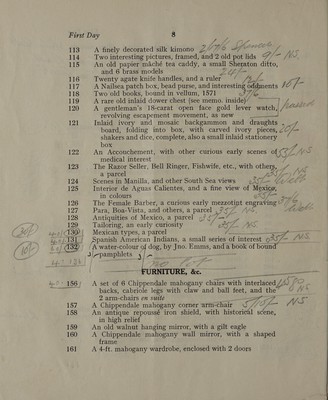 First Day 8
113 A finely decorated silk kimono
114 Two interesting pictures, framed, and 2 old pot lids 9/- NS.
115 An old papier mâché tea caddy, a small Sheraton ditto,
and 6 brass models
116 Twenty agate knife handles, and a ruler
117 A Nailsea patch box, bead purse, and interesting oddments 10/-
118 Two old books, bound in vellum, 1571
119 A rare old inlaid dower chest (see memo. inside)
120 A gentleman's 18-carat open face gold lever watch,
revolving escapement movement, as new
121 Inlaid ivory and mosaic backgammon and draughts
board, folding into box, with carved ivory pieces,
shakers and dice, complete, also a small inlaid stationery
box
122 An Accouchement, with other curious early scenes of
medical interest
123 The Razor Seller, Bell Ringer, Fishwife, etc., with others,
a parcel
124 Scenes in Manilla, and other South Sea views
125 Interior de Aguas Calientes, and a fine view of Mexico,
in colours
126 The Female Barber, a curious early mezzotint engraving
127 Para, Boa-Vista, and others, a parcel
128 Antiquities of Mexico, a parcel
129 Tailoring, an early curiosity
130 Mexican types, a parcel
131 Spanish American Indians, a small series of interest
132 A water-colour of dog, by Jno. Emms, and a book of bound
pamphlets
no lot
FURNITURE, &c.
156 A set of 6 Chippendale mahogany chairs with interlaced
backs, cabriole legs with claw and ball feet, and the
2 arm-chairs en suite
157 A Chippendale mahogany corner arm-chair NS
158 An antique repoussé iron shield, with historical scene,
in high relief
159 An old walnut hanging mirror, with a gilt eagle
160 A Chippendale mahogany wall mirror, with a shaped
frame
161 A 4-ft. mahogany wardrobe, enclosed with 2 doors